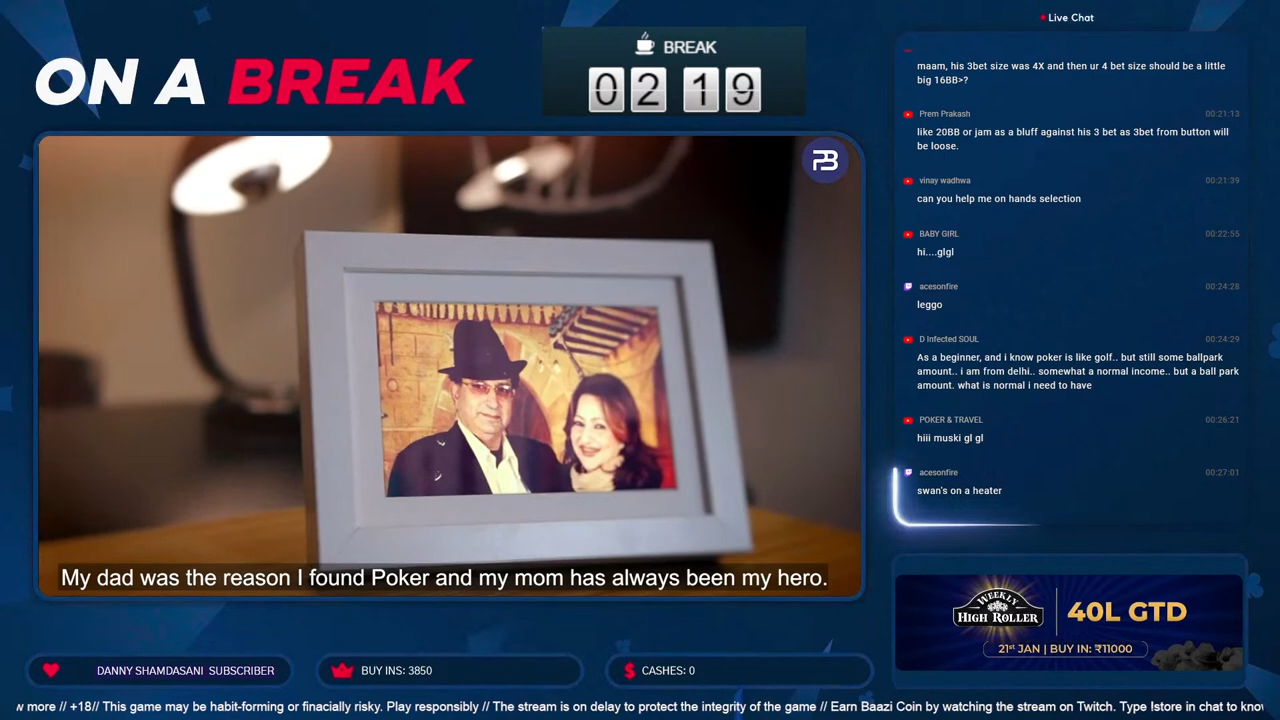 Live Chat
ON A BREAK
BREAK
02 19
PB
maam, his 3bet size was 4X and then ur 4 bet size should be a little
big 16BB>?
Prem Prakash 00:21:13
like 20BB or jam as a bluff against his 3 bet as 3bet from button will
be loose.
vinay wadhwa 00:21:39
can you help me on hands selection
BABY GIRL 00:22:55
hi....glgl
acesonfire 00:24:28
leggo
D Infected SOUL 00:24:29
As a beginner, and i know poker is like golf.. but still some ballpark
amount.. i am from delhi.. somewhat a normal income.. but a ball park
amount. what is normal i need to have
POKER & TRAVEL 00:26:21
hiii muski gl gl
acesonfire 00:27:01
swan's on a heater
My dad was the reason I found Poker and my mom has always been my hero.
WEEKLY
HIGH ROLLER
40L GTD
21st JAN | BUY IN: ₹11000
DANNY SHAMDASANI SUBSCRIBER
BUY INS: 3850
CASHES: 0
w more // +18// This game may be habit-forming or finacially risky. Play responsibly // The stream is on delay to protect the integrity of the game // Earn Baazi Coin by watching the stream on Twitch. Type !store in chat to know